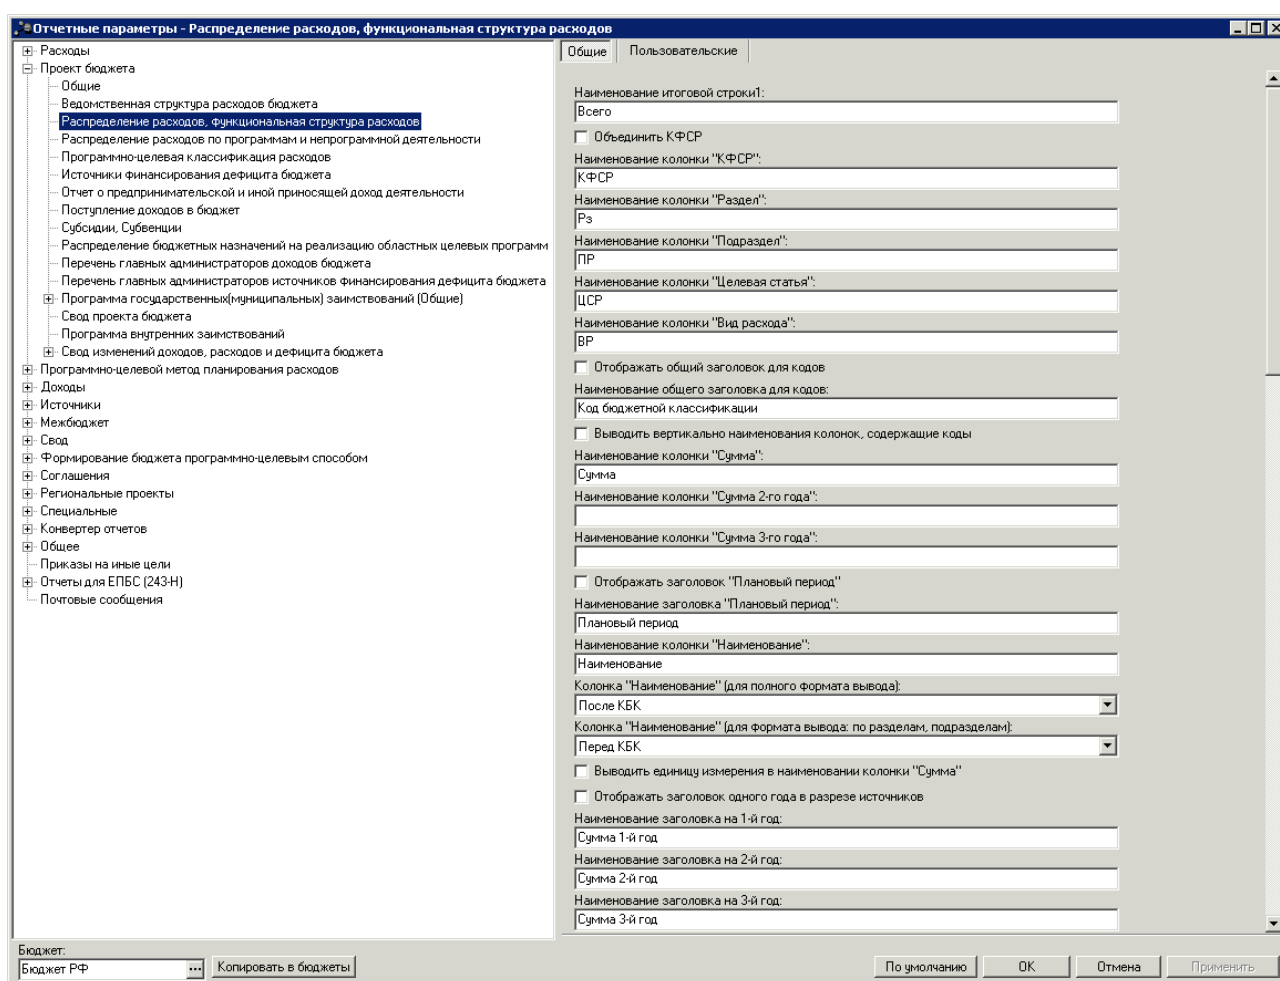 Отчетные параметры - Распределение расходов, функциональная структура расходов
Расходы
Проект бюджета
Общие
Ведомственная структура расходов бюджета
Распределение расходов, функциональная структура расходов
Распределение расходов по программам и непрограммной деятельности
Программно-целевая классификация расходов
Источники финансирования дефицита бюджета
Отчет о предпринимательской и иной приносящей доход деятельности
Поступление доходов в бюджет
Субсидии, Субвенции
Распределение бюджетных назначений на реализацию областных целевых программ
Перечень главных администраторов доходов бюджета
Перечень главных администраторов источников финансирования дефицита бюджета
Программа государственных(муниципальных) заимствований (Общие)
Свод проекта бюджета
Программа внутренних заимствований
Свод изменений доходов, расходов и дефицита бюджета
Программно-целевой метод планирования расходов
Доходы
Источники
Межбюджет
Свод
Формирование бюджета программно-целевым способом
Соглашения
Региональные проекты
Специальные
Конвертер отчетов
Общее
Приказы на иные цели
Отчеты для ЕПБС (243-Н)
Почтовые сообщения
Общие
Пользовательские
Наименование итоговой строки1:
Всего
Объединить КФСР
Наименование колонки "КФСР":
КФСР
Наименование колонки "Раздел":
Рз
Наименование колонки "Подраздел":
ПР
Наименование колонки "Целевая статья":
ЦСР
Наименование колонки "Вид расхода":
ВР
Отображать общий заголовок для кодов
Наименование общего заголовка для кодов:
Код бюджетной классификации
Выводить вертикально наименования колонок, содержащие коды
Наименование колонки "Сумма":
Сумма
Наименование колонки "Сумма 2-го года":
Наименование колонки "Сумма 3-го года":
Отображать заголовок "Плановый период"
Наименование заголовка "Плановый период":
Плановый период
Наименование колонки "Наименование":
Наименование
Колонка "Наименование" (для полного формата вывода):
После КБК
Колонка "Наименование" (для формата вывода: по разделам, подразделам):
Перед КБК
Выводить единицу измерения в наименовании колонки "Сумма"
Отображать заголовок одного года в разрезе источников
Наименование заголовка на 1-й год:
Сумма 1-й год
Наименование заголовка на 2-й год:
Сумма 2-й год
Наименование заголовка на 3-й год:
Сумма 3-й год
Бюджет:
Бюджет РФ
...
Копировать в бюджеты
По умолчанию
OK
Отмена
Применить